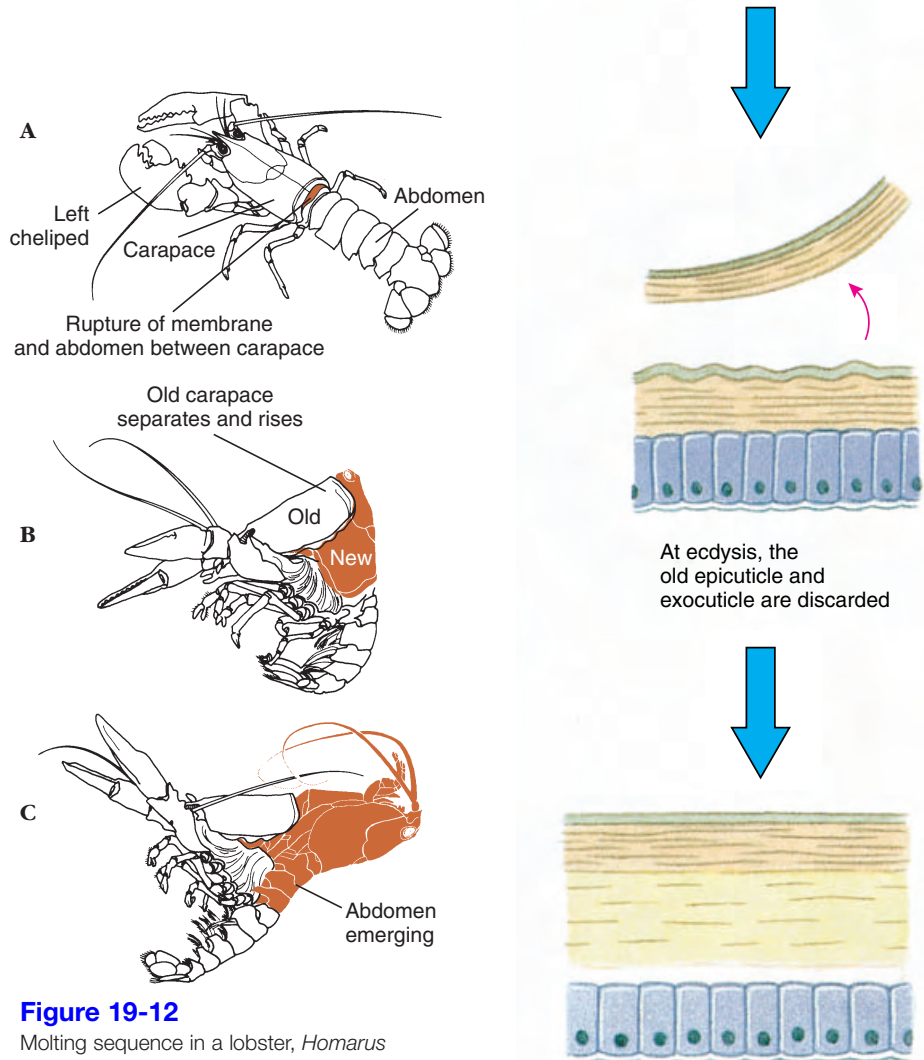 A
Left
cheliped
Carapace
Abdomen
Rupture of membrane
and abdomen between carapace
Old carapace
separates and rises
B
Old
New
C
Abdomen
emerging
Figure 19-12
Molting sequence in a lobster, Homarus
At ecdysis, the
old epicuticle and
exocuticle are discarded